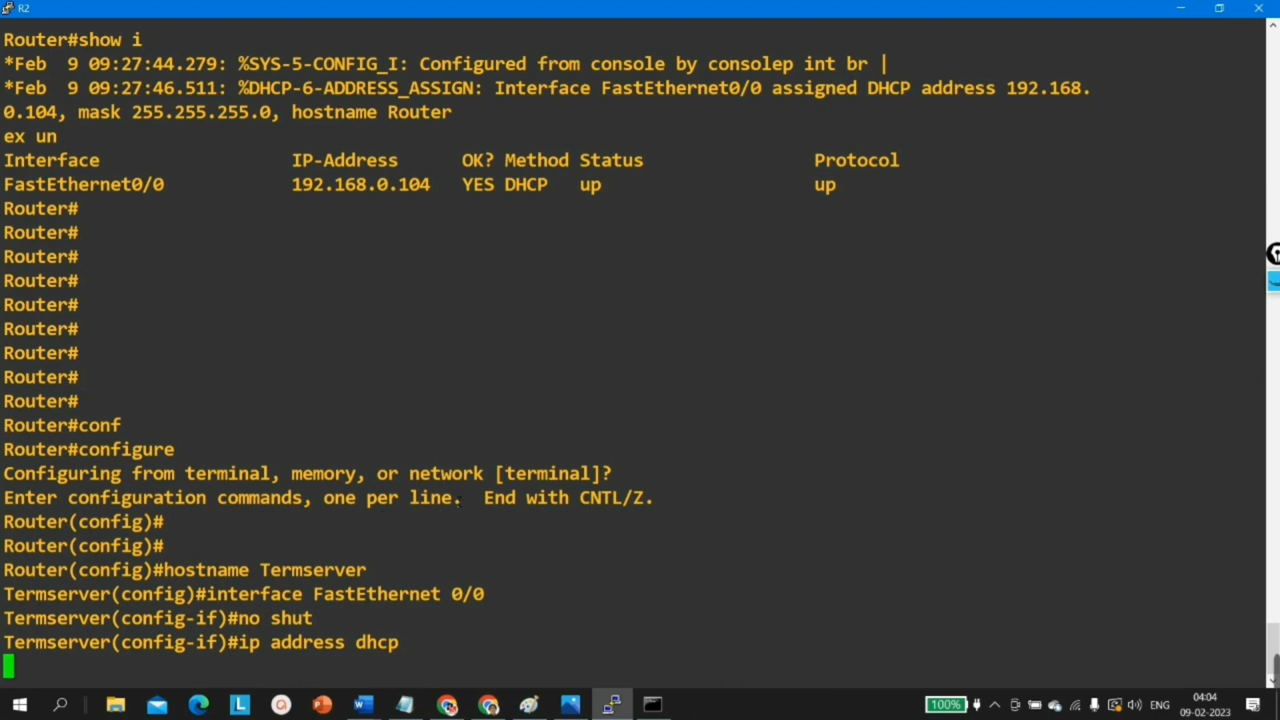 R2
Router#show i
*Feb  9 09:27:44.279: %SYS-5-CONFIG_I: Configured from console by consolep int br |
*Feb  9 09:27:46.511: %DHCP-6-ADDRESS_ASSIGN: Interface FastEthernet0/0 assigned DHCP address 192.168.
0.104, mask 255.255.255.0, hostname Router
ex un
Interface                  IP-Address      OK? Method Status                Protocol
FastEthernet0/0            192.168.0.104   YES DHCP   up                    up
Router#
Router#
Router#
Router#
Router#
Router#
Router#
Router#
Router#
Router#conf
Router#configure
Configuring from terminal, memory, or network [terminal]?
Enter configuration commands, one per line.  End with CNTL/Z.
Router(config)#
Router(config)#
Router(config)#hostname Termserver
Termserver(config)#interface FastEthernet 0/0
Termserver(config-if)#no shut
Termserver(config-if)#ip address dhcp
100% ENG 04:04
09-02-2023